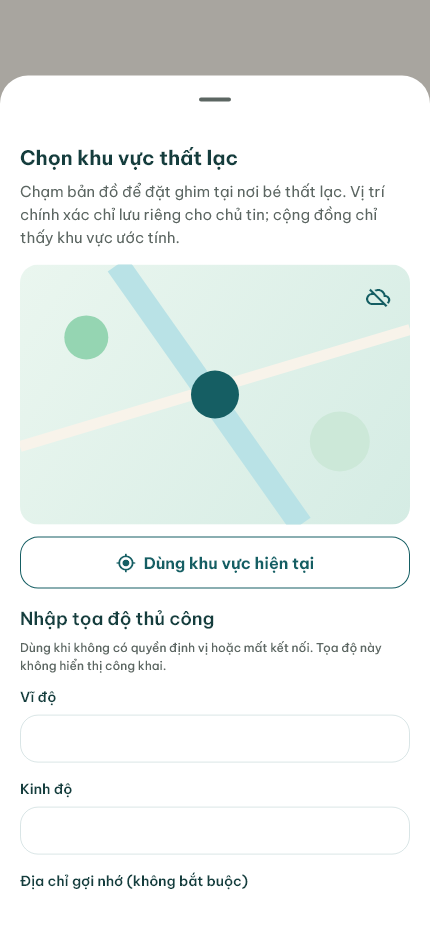 Chọn khu vực thất lạc
Chạm bản đồ để đặt ghim tại nơi bé thất lạc. Vị trí
chính xác chỉ lưu riêng cho chủ tin; cộng đồng chỉ
thấy khu vực ước tính.
Dùng khu vực hiện tại
Nhập tọa độ thủ công
Dùng khi không có quyền định vị hoặc mất kết nối. Tọa độ này
không hiển thị công khai.
Vĩ độ
Kinh độ
Địa chỉ gợi nhớ (không bắt buộc)